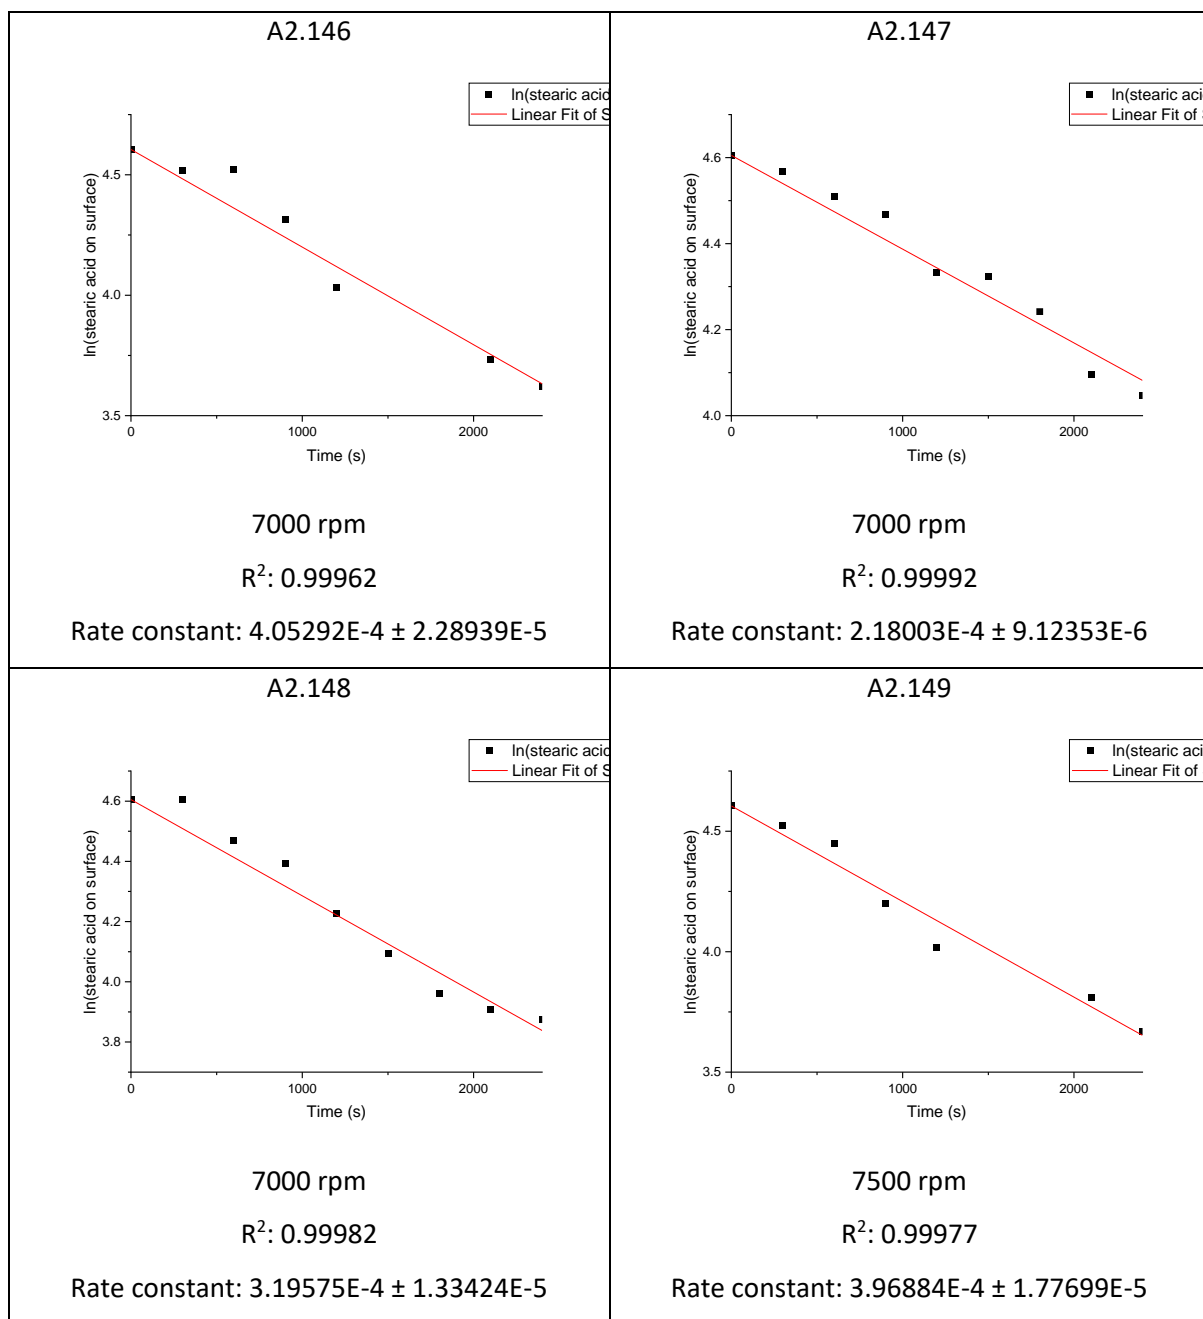 A2.146
ln(stearic acid
Linear Fit of S
ln(stearic acid on surface)
4.5
4.0
3.5
0
1000
2000
Time (s)
7000 rpm
R²: 0.99962
Rate constant: 4.05292E-4 ± 2.28939E-5
A2.147
ln(stearic aci
Linear Fit of
ln(stearic acid on surface)
4.6
4.4
4.2
4.0
0
1000
2000
Time (s)
7000 rpm
R²: 0.99992
Rate constant: 2.18003E-4 ± 9.12353E-6
A2.148
ln(stearic acid
Linear Fit of S
ln(stearic acid on surface)
4.6
4.4
4.2
4.0
3.8
0
1000
2000
Time (s)
7000 rpm
R²: 0.99982
Rate constant: 3.19575E-4 ± 1.33424E-5
A2.149
ln(stearic aci
Linear Fit of
ln(stearic acid on surface)
4.5
4.0
3.5
0
1000
2000
Time (s)
7500 rpm
R²: 0.99977
Rate constant: 3.96884E-4 ± 1.77699E-5